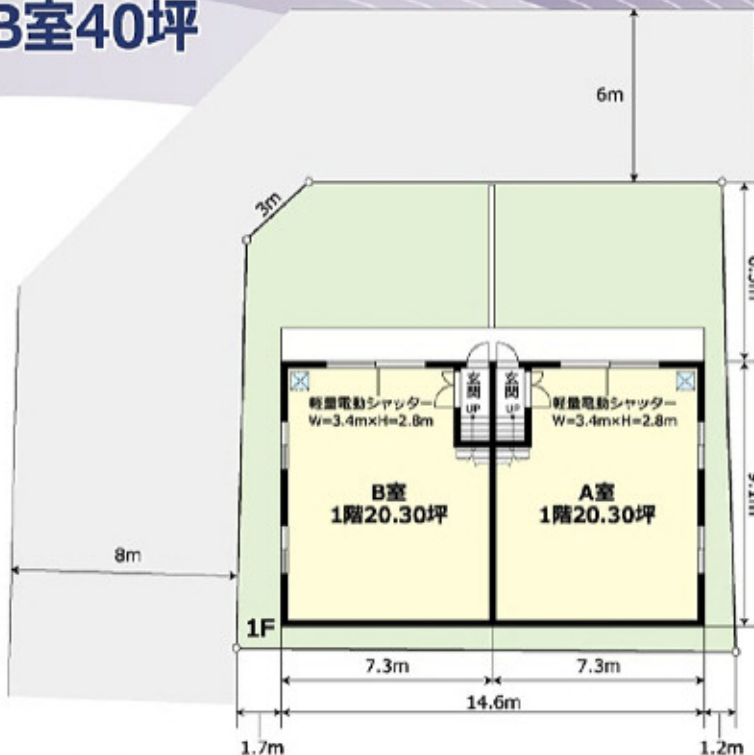 B室40坪
6m
3m
玄関
UP
玄関
UP
軽量電動シャッター
W=3.4m×H=2.8m
軽量電動シャッター
W=3.4m×H=2.8m
B室
1階20.30坪
A室
1階20.30坪
8m
1F
7.3m
7.3m
14.6m
1.7m
1.2m